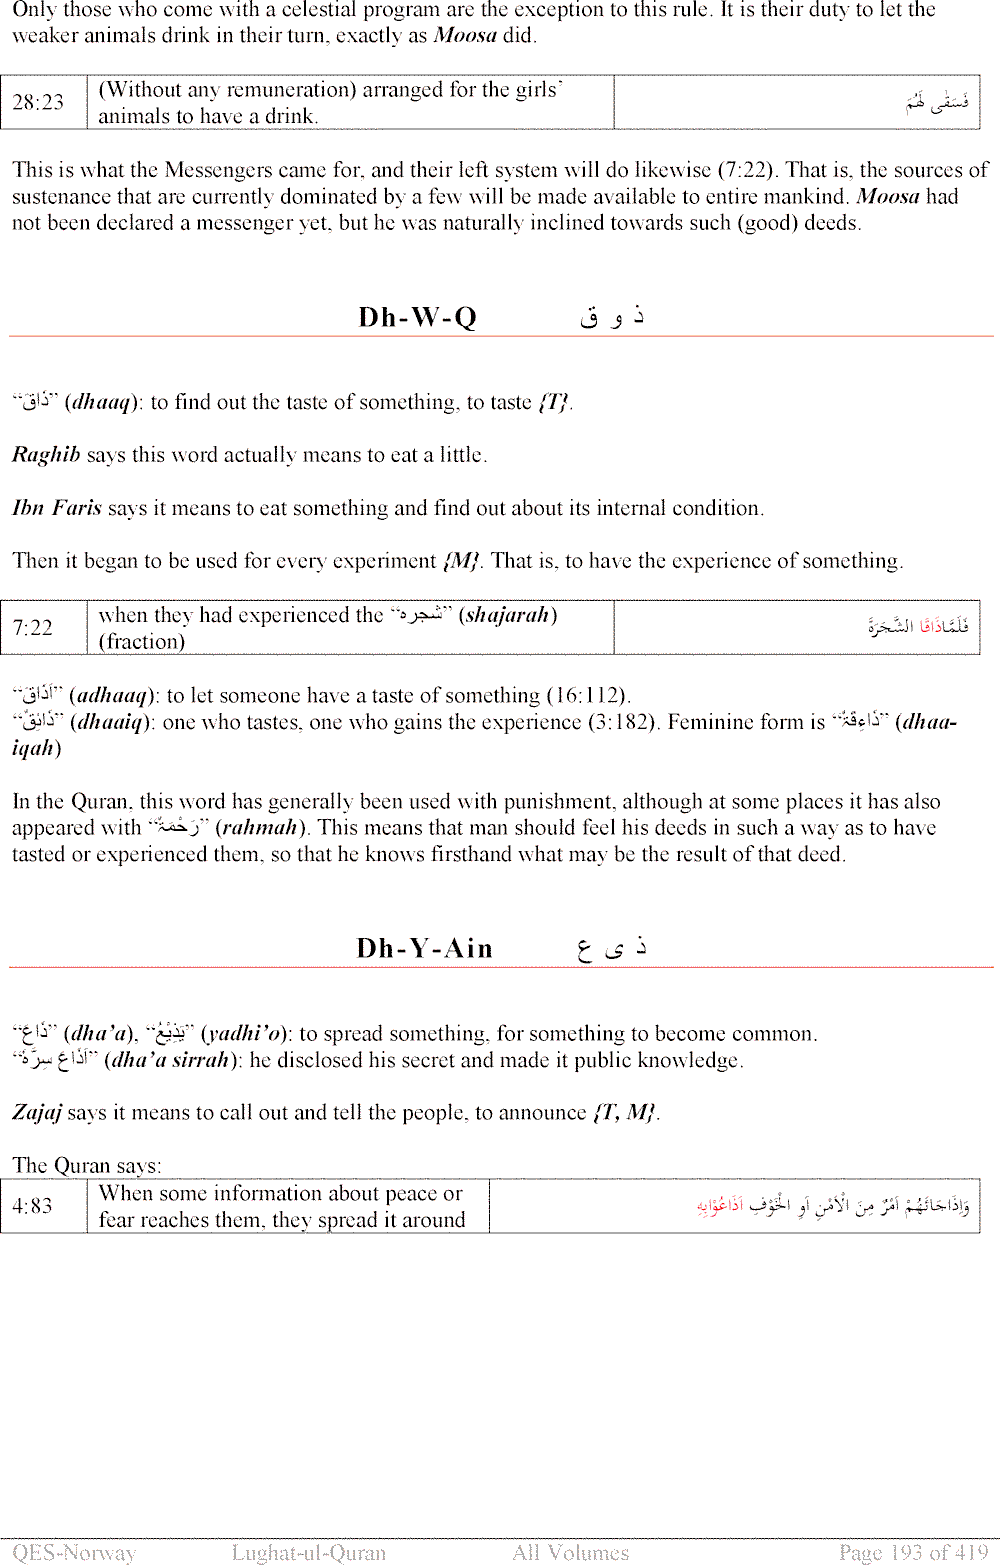 Only those who come with a celestial program are the exception to this rule. It is their duty to let the
weaker animals drink in their turn, exactly as Moosa did.
28:23 (Without any remuneration) arranged for the girls' فَسَقٰى لَهُمَ
animals to have a drink.
This is what the Messengers came for, and their left system will do likewise (7:22). That is, the sources of
sustenance that are currently dominated by a few will be made available to entire mankind. Moosa had
not been declared a messenger yet, but he was naturally inclined towards such (good) deeds.
Dh-W-Q ذ و ق
“ذَاقَ” (dhaaq): to find out the taste of something, to taste {T}.
Raghib says this word actually means to eat a little.
Ibn Faris says it means to eat something and find out about its internal condition.
Then it began to be used for every experiment {M}. That is, to have the experience of something.
7:22 when they had experienced the “شجرہ” (shajarah) فَلَمَّاذَاقَا الشَّجَرَةَ
(fraction)
“اَذَاقَ” (adhaaq): to let someone have a taste of something (16:112).
“ذَائِقٌ” (dhaaiq): one who tastes, one who gains the experience (3:182). Feminine form is “ذَاءِقَۃٌ” (dhaa-
iqah)
In the Quran, this word has generally been used with punishment, although at some places it has also
appeared with “رَحْمَۃٌ” (rahmah). This means that man should feel his deeds in such a way as to have
tasted or experienced them, so that he knows firsthand what may be the result of that deed.
Dh-Y-Ain ذ ی ع
“ذَاعَ” (dha’a), “يَذِيْعُ” (yadhi’o): to spread something, for something to become common.
“اَذَاعَ سِرَّہٗ” (dha’a sirrah): he disclosed his secret and made it public knowledge.
Zajaj says it means to call out and tell the people, to announce {T, M}.
The Quran says:
4:83 When some information about peace or وَاِذَاجَائَهُمْ اَمْرٌ مِنَ الْاَمْنِ اَوِ الْخَوْفِ اَذَاعُوْابِهٖ
fear reaches them, they spread it around
QES-Norway Lughat-ul-Quran All Volumes Page 193 of 419